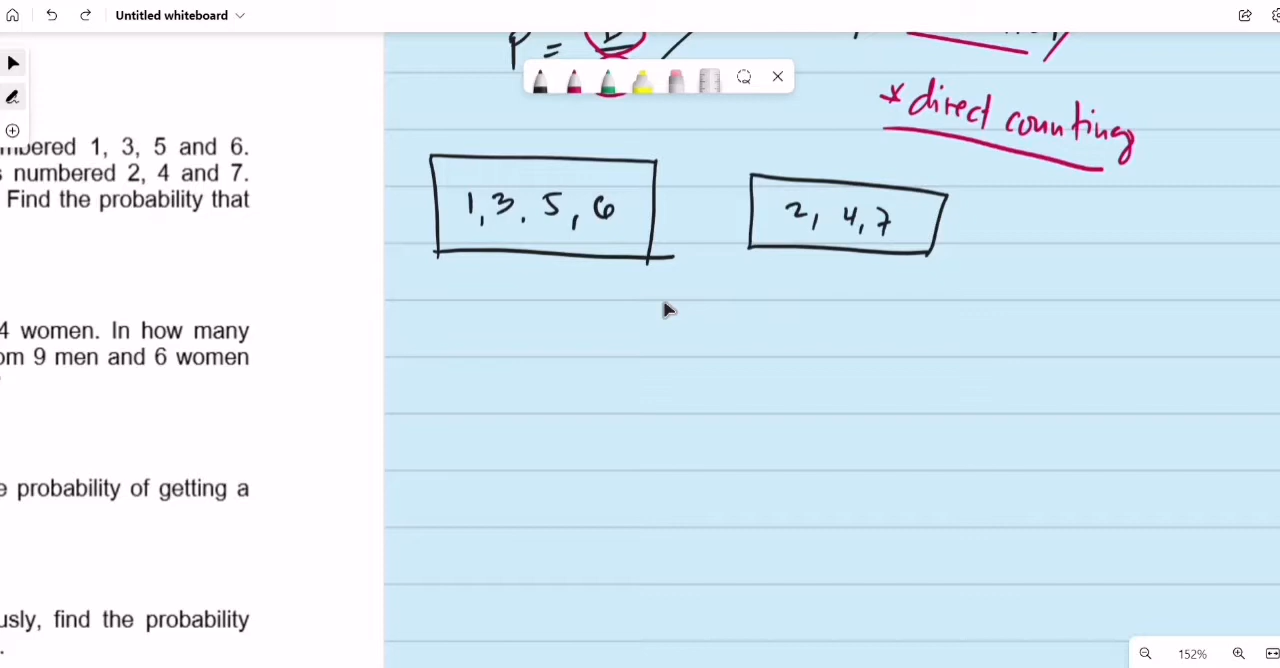 Untitled whiteboard
P =
* direct counting
mbered 1, 3, 5 and 6.
s numbered 2, 4 and 7.
Find the probability that
1, 3, 5, 6
2, 4, 7
4 women. In how many
om 9 men and 6 women
e probability of getting a
usly, find the probability
.
152%